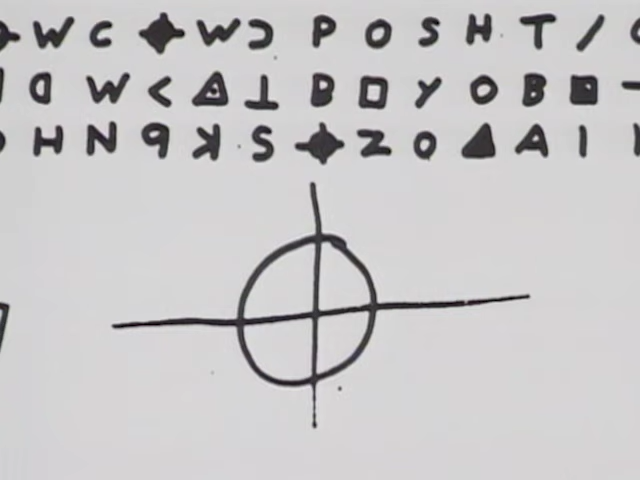 W C ⌖ W Ɔ P O S H T /
D W < ◬ ⊥ B □ Y O B ▣ -
H N 9 ʞ S ⌖ Z O ▲ A I